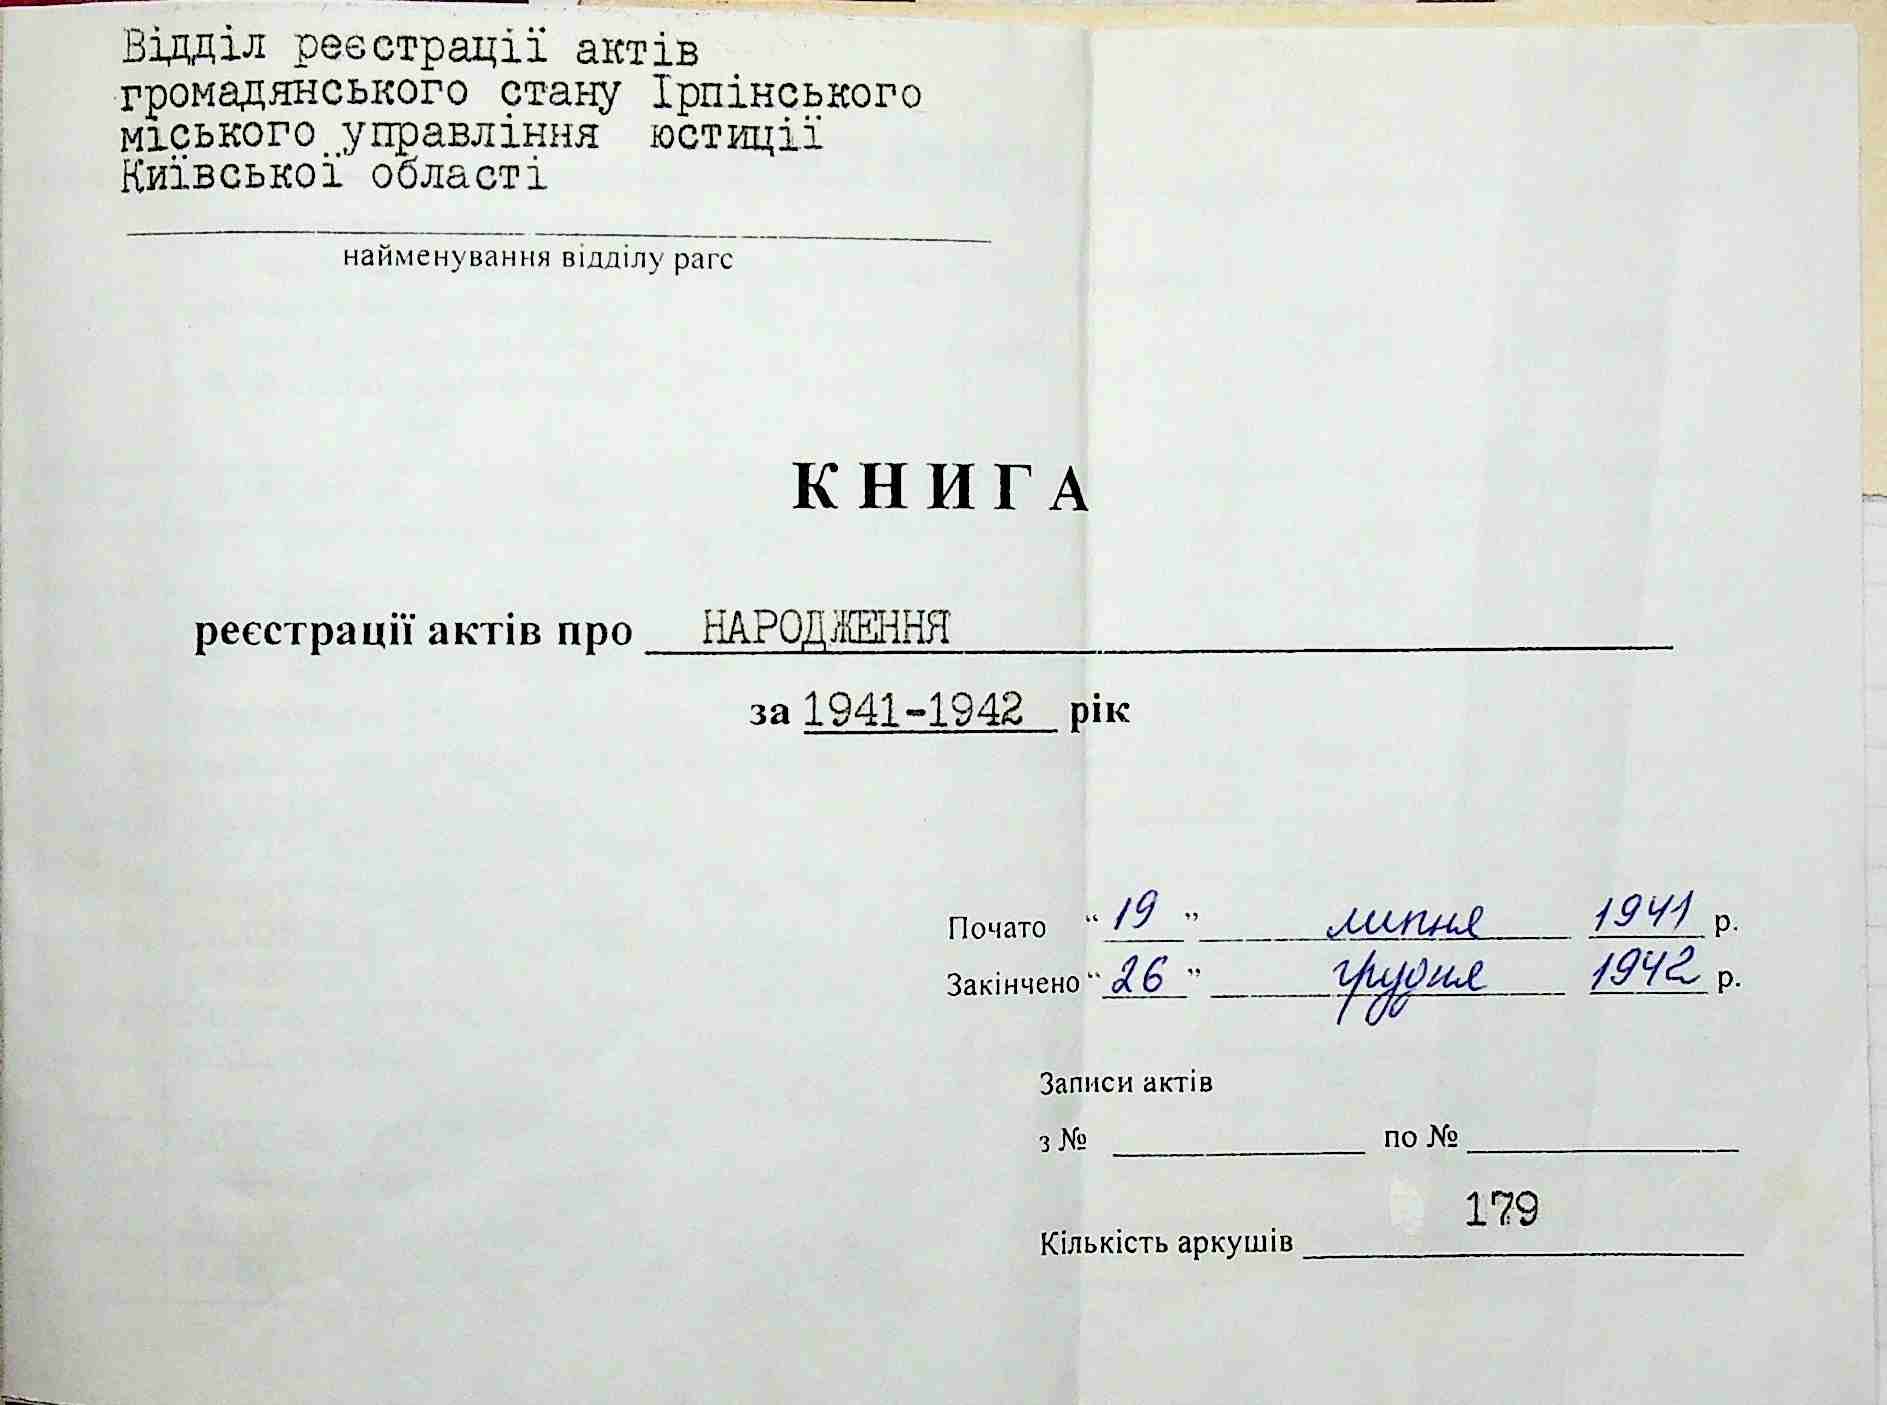 Відділ реєстрації актів
громадянського стану Ірпінського
міського управління юстиції
Київської області
найменування відділу рагс
КНИГА
реєстрації актів про НАРОДЖЕННЯ
за 1941-1942 рік
Почато “ 19 ” липня 1941 р.
Закінчено “ 26 ” грудня 1942 р.
Записи актів
з № по №
179
Кількість аркушів